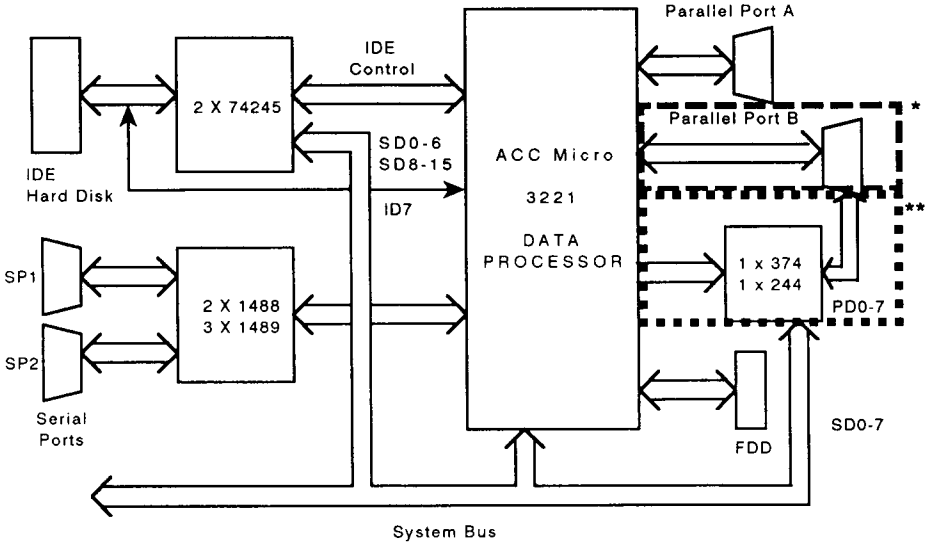 Parallel Port A
IDE
Control
2 X 74245
*
Parallel Port B
SD0-6
SD8-15
ACC Micro
3221
DATA
PROCESSOR
IDE
Hard Disk
ID7
**
SP1
2 X 1488
3 X 1489
1 x 374
1 x 244
PD0-7
SP2
Serial
Ports
FDD
SD0-7
System Bus